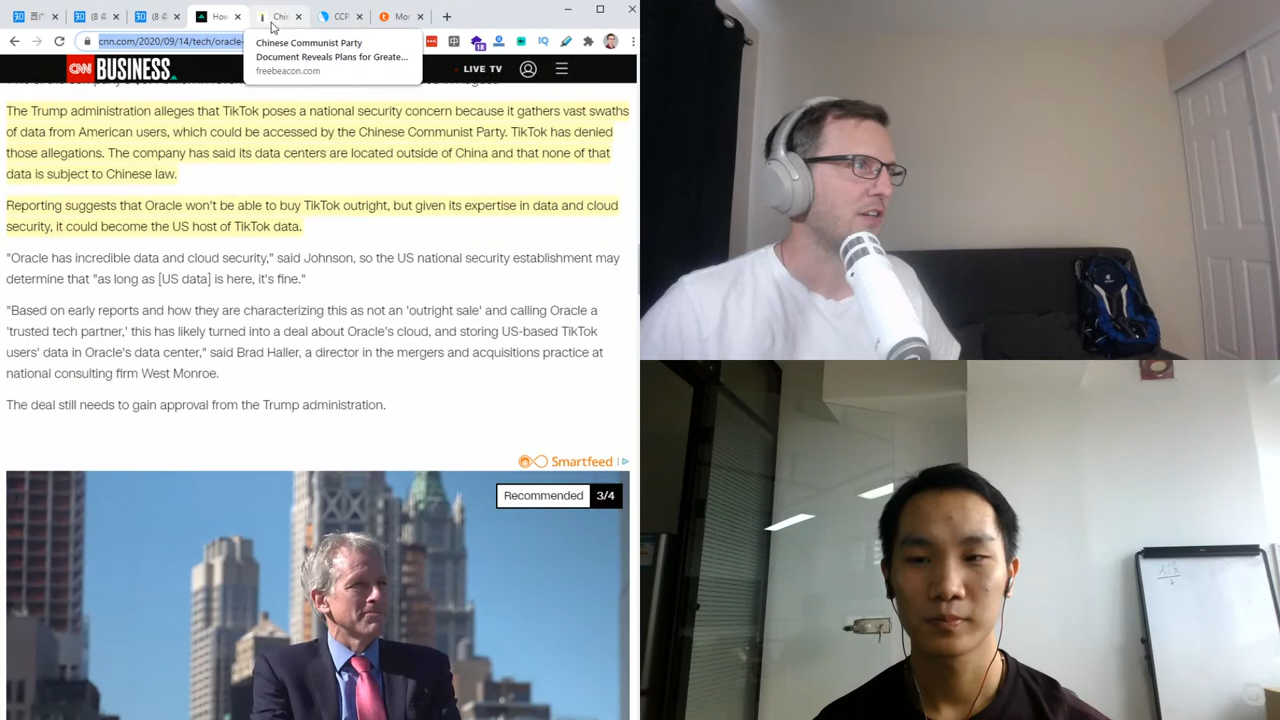 (8
(8
How
Chin
CCP
Mor
cnn.com/2020/09/14/tech/oracle-
18
IQ
Chinese Communist Party
Document Reveals Plans for Greate...
freebeacon.com
CNN BUSINESS
LIVE TV
The Trump administration alleges that TikTok poses a national security concern because it gathers vast swaths
of data from American users, which could be accessed by the Chinese Communist Party. TikTok has denied
those allegations. The company has said its data centers are located outside of China and that none of that
data is subject to Chinese law.
Reporting suggests that Oracle won't be able to buy TikTok outright, but given its expertise in data and cloud
security, it could become the US host of TikTok data.
"Oracle has incredible data and cloud security," said Johnson, so the US national security establishment may
determine that "as long as [US data] is here, it's fine."
"Based on early reports and how they are characterizing this as not an 'outright sale' and calling Oracle a
'trusted tech partner,' this has likely turned into a deal about Oracle's cloud, and storing US-based TikTok
users' data in Oracle's data center," said Brad Haller, a director in the mergers and acquisitions practice at
national consulting firm West Monroe.
The deal still needs to gain approval from the Trump administration.
Smartfeed
Recommended 3/4